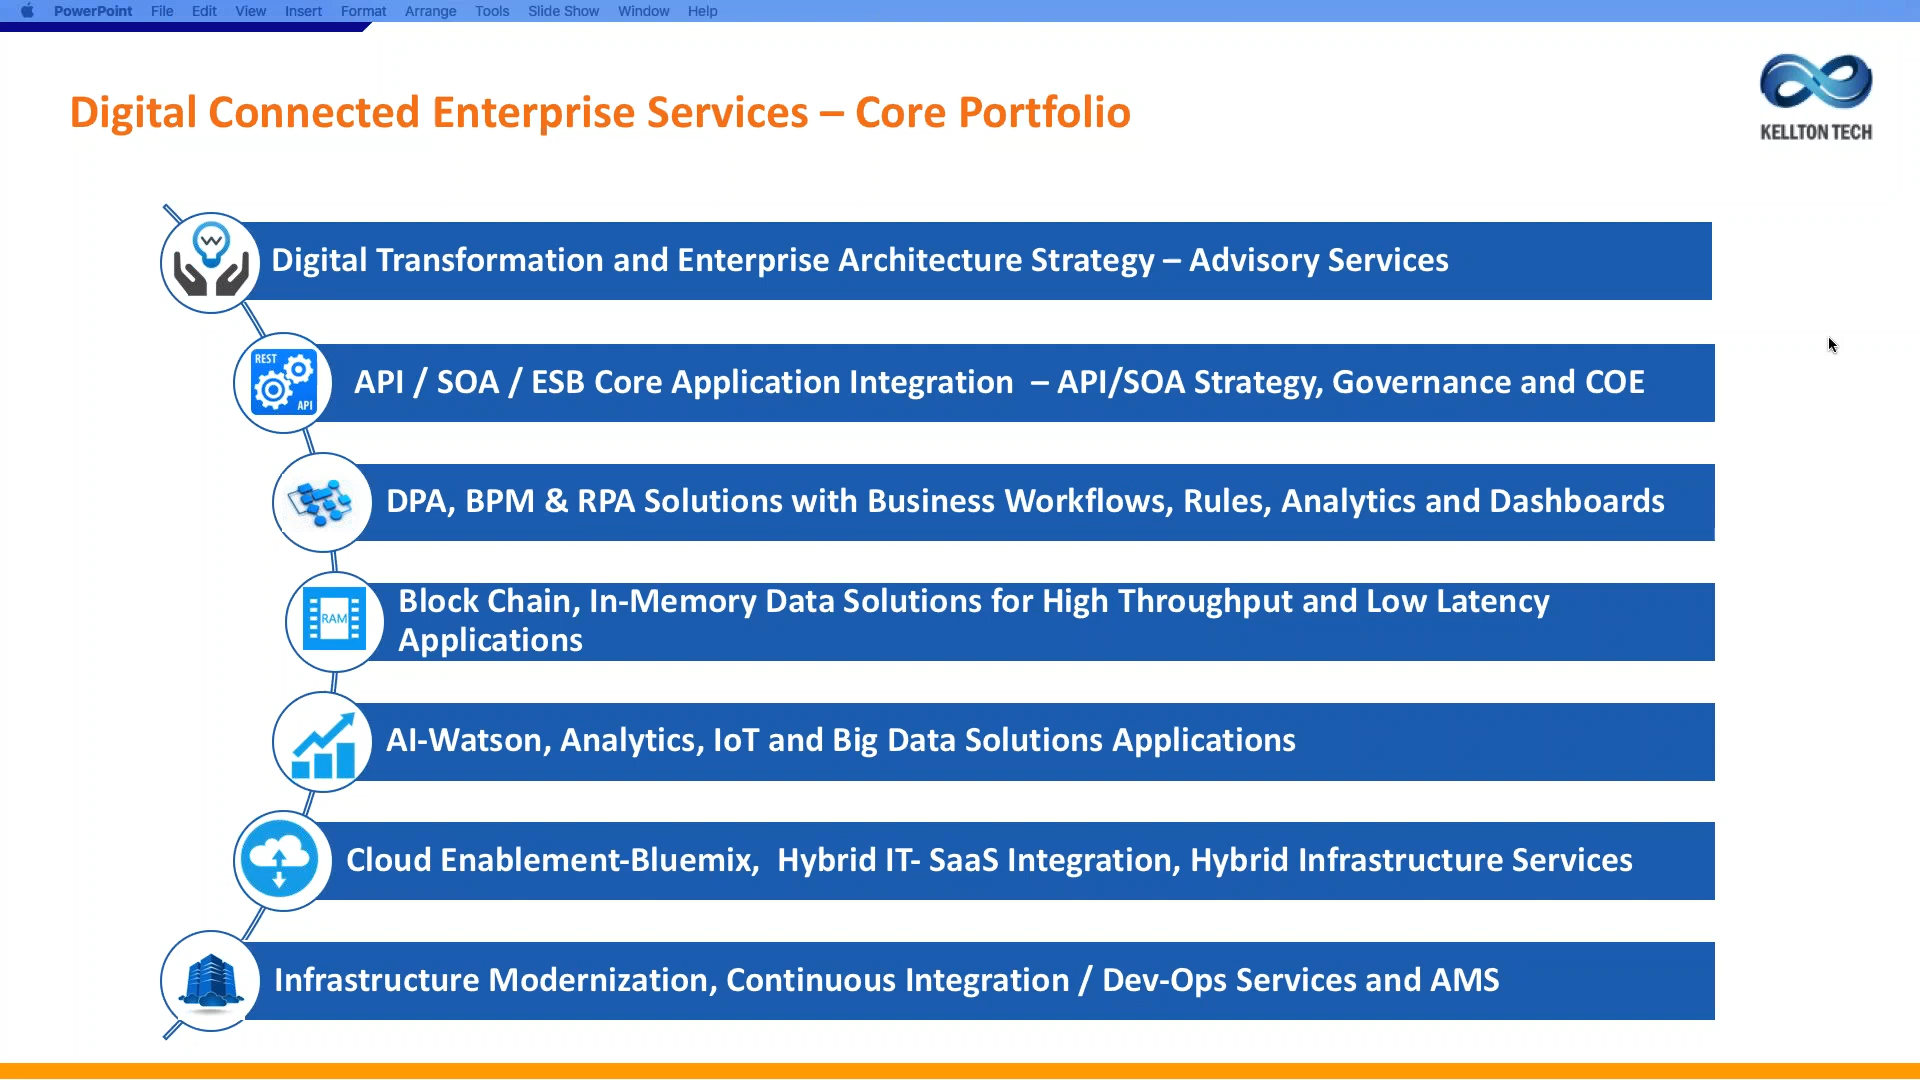 PowerPoint File Edit View Insert Format Arrange Tools Slide Show Window Help
Digital Connected Enterprise Services – Core Portfolio
KELLTON TECH
Digital Transformation and Enterprise Architecture Strategy – Advisory Services
REST
API
API / SOA / ESB Core Application Integration – API/SOA Strategy, Governance and COE
DPA, BPM & RPA Solutions with Business Workflows, Rules, Analytics and Dashboards
RAM
Block Chain, In-Memory Data Solutions for High Throughput and Low Latency
Applications
AI-Watson, Analytics, IoT and Big Data Solutions Applications
Cloud Enablement-Bluemix, Hybrid IT- SaaS Integration, Hybrid Infrastructure Services
Infrastructure Modernization, Continuous Integration / Dev-Ops Services and AMS